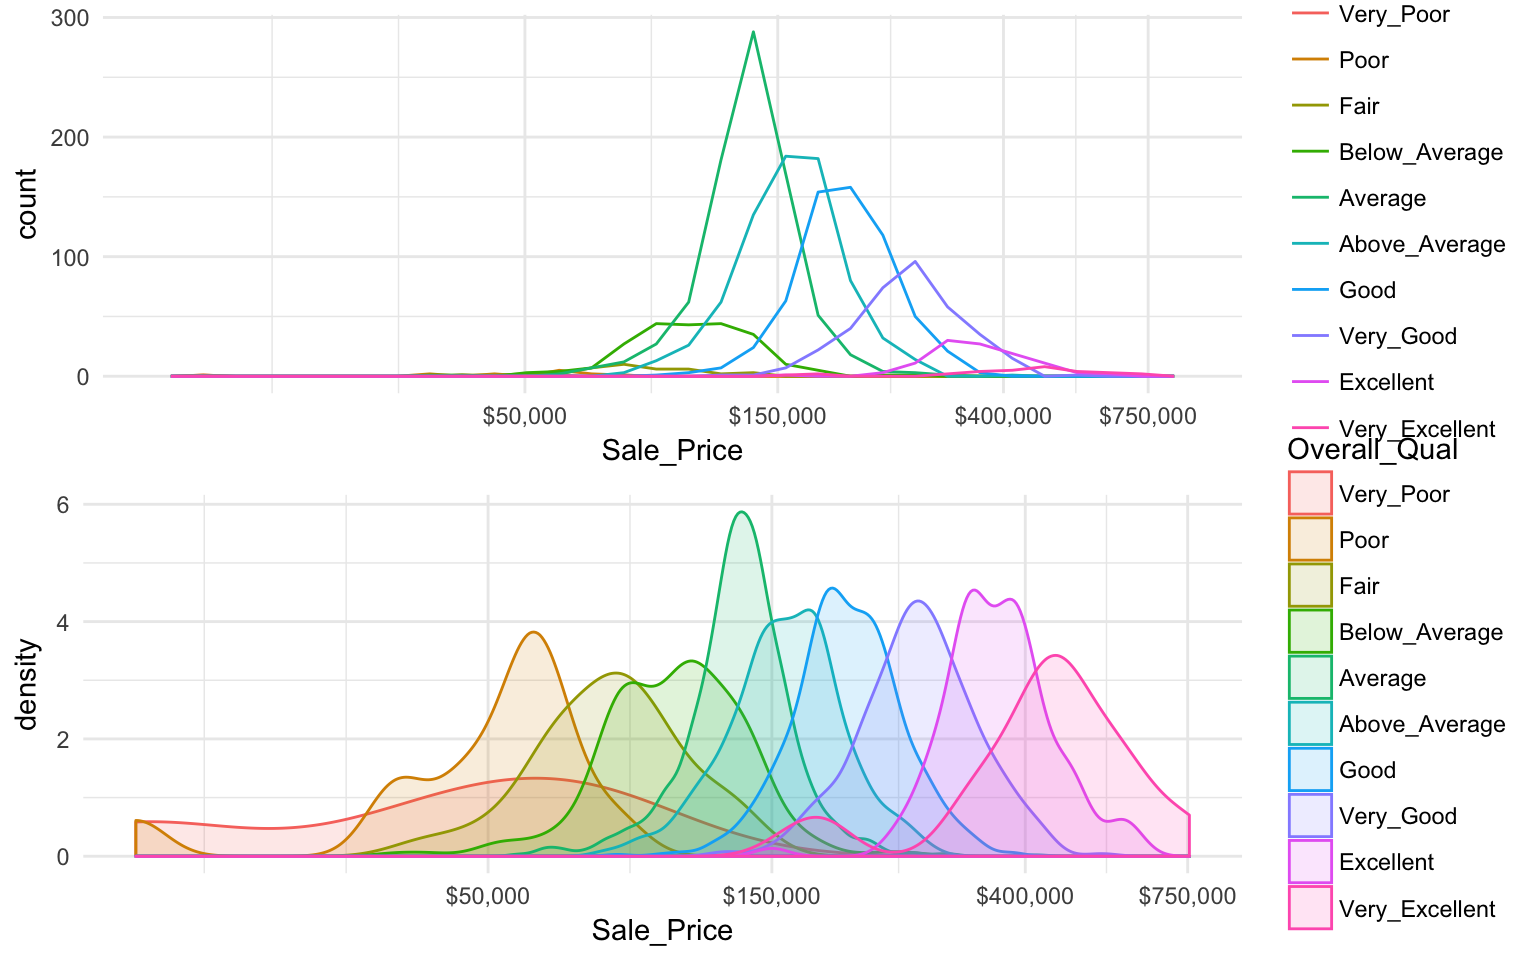 300
200
100
0
count
$50,000
$150,000
$400,000
$750,000
Sale_Price
Very_Poor
Poor
Fair
Below_Average
Average
Above_Average
Good
Very_Good
Excellent
Very_Excellent
6
4
2
0
density
$50,000
$150,000
$400,000
$750,000
Sale_Price
Overall_Qual
Very_Poor
Poor
Fair
Below_Average
Average
Above_Average
Good
Very_Good
Excellent
Very_Excellent